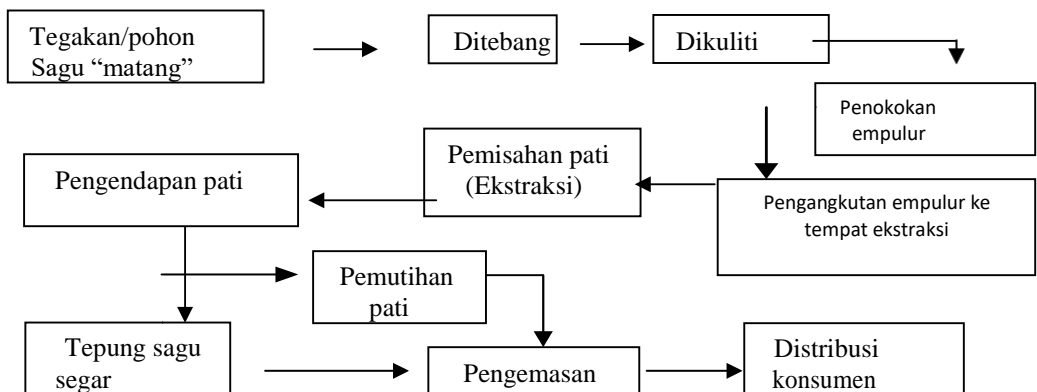 Tegakan/pohon
Sagu “matang”
Ditebang
Dikuliti
Penokokan
empulur
Pengangkutan empulur ke
tempat ekstraksi
Pemisahan pati
(Ekstraksi)
Pengendapan pati
Pemutihan
pati
Tepung sagu
segar
Pengemasan
Distribusi
konsumen